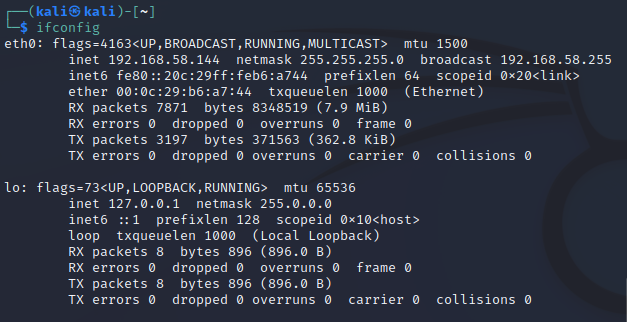 ┌──(kali㉿kali)-[~]
└─$ ifconfig
eth0: flags=4163<UP,BROADCAST,RUNNING,MULTICAST>  mtu 1500
        inet 192.168.58.144  netmask 255.255.255.0  broadcast 192.168.58.255
        inet6 fe80::20c:29ff:feb6:a744  prefixlen 64  scopeid 0×20<link>
        ether 00:0c:29:b6:a7:44  txqueuelen 1000  (Ethernet)
        RX packets 7871  bytes 8348519 (7.9 MiB)
        RX errors 0  dropped 0  overruns 0  frame 0
        TX packets 3197  bytes 371563 (362.8 KiB)
        TX errors 0  dropped 0 overruns 0  carrier 0  collisions 0

lo: flags=73<UP,LOOPBACK,RUNNING>  mtu 65536
        inet 127.0.0.1  netmask 255.0.0.0
        inet6 ::1  prefixlen 128  scopeid 0×10<host>
        loop  txqueuelen 1000  (Local Loopback)
        RX packets 8  bytes 896 (896.0 B)
        RX errors 0  dropped 0  overruns 0  frame 0
        TX packets 8  bytes 896 (896.0 B)
        TX errors 0  dropped 0 overruns 0  carrier 0  collisions 0